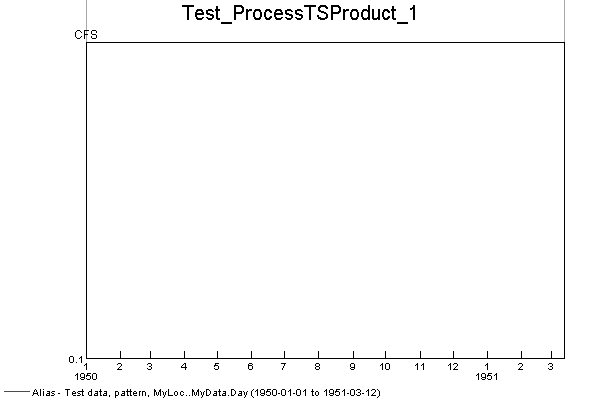 Test_ProcessTSProduct_1
CFS
0.1
1 2 3 4 5 6 7 8 9 10 11 12 1 2 3
1950 1951
Alias - Test data, pattern, MyLoc..MyData.Day (1950-01-01 to 1951-03-12)